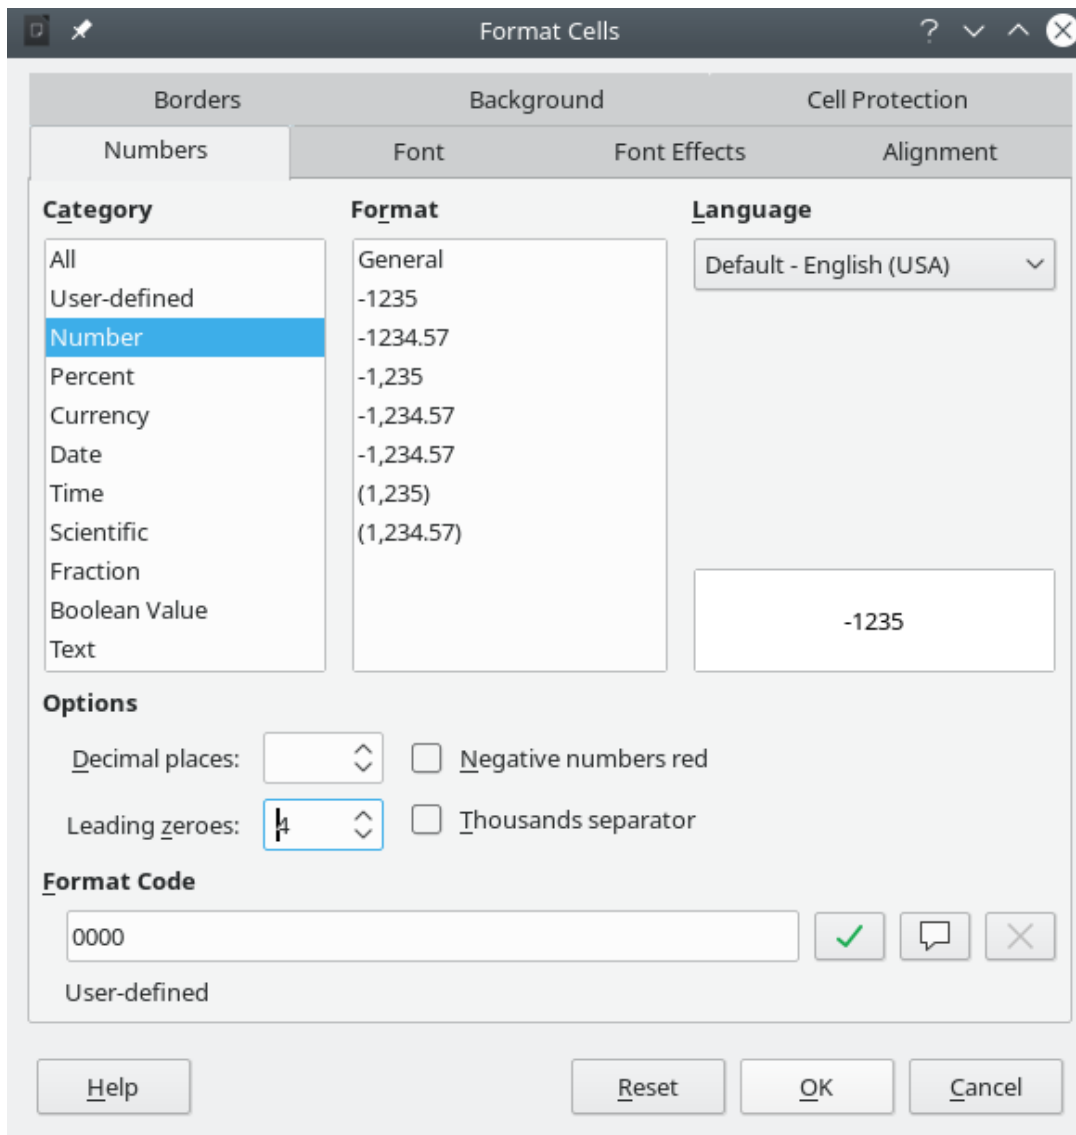 Format Cells
Borders Background Cell Protection
Numbers Font Font Effects Alignment
Category
All
User-defined
Number
Percent
Currency
Date
Time
Scientific
Fraction
Boolean Value
Text
Format
General
-1235
-1234.57
-1,235
-1,234.57
-1,234.57
(1,235)
(1,234.57)
Language
Default - English (USA)
-1235
Options
Decimal places:
Negative numbers red
Leading zeroes: 4
Thousands separator
Format Code
0000
User-defined
Help Reset OK Cancel